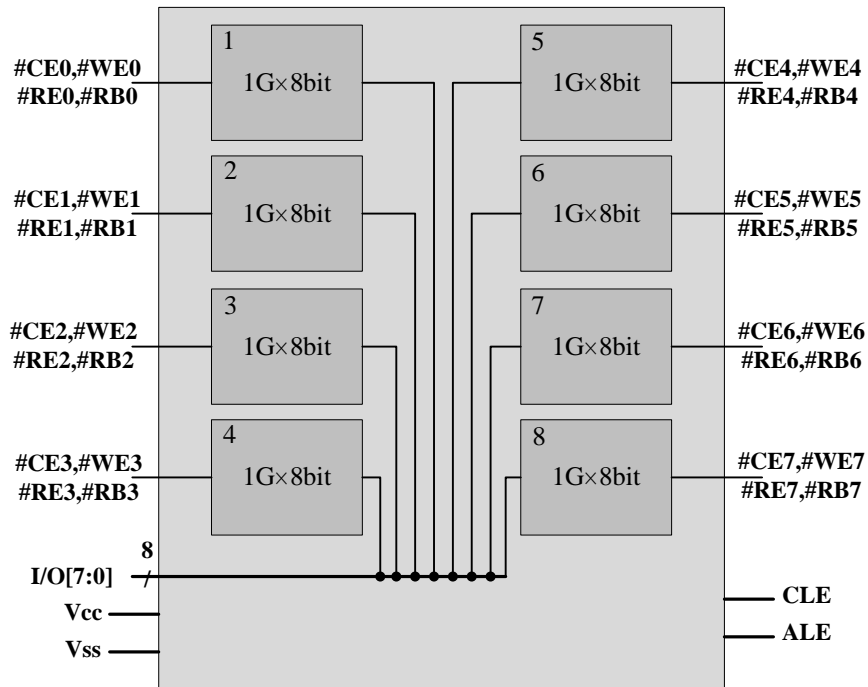 1
1G×8bit
#CE0,#WE0
#RE0,#RB0
2
1G×8bit
#CE1,#WE1
#RE1,#RB1
3
1G×8bit
#CE2,#WE2
#RE2,#RB2
4
1G×8bit
#CE3,#WE3
#RE3,#RB3
5
1G×8bit
#CE4,#WE4
#RE4,#RB4
6
1G×8bit
#CE5,#WE5
#RE5,#RB5
7
1G×8bit
#CE6,#WE6
#RE6,#RB6
8
1G×8bit
#CE7,#WE7
#RE7,#RB7
8
I/O[7:0]
Vcc
Vss
CLE
ALE